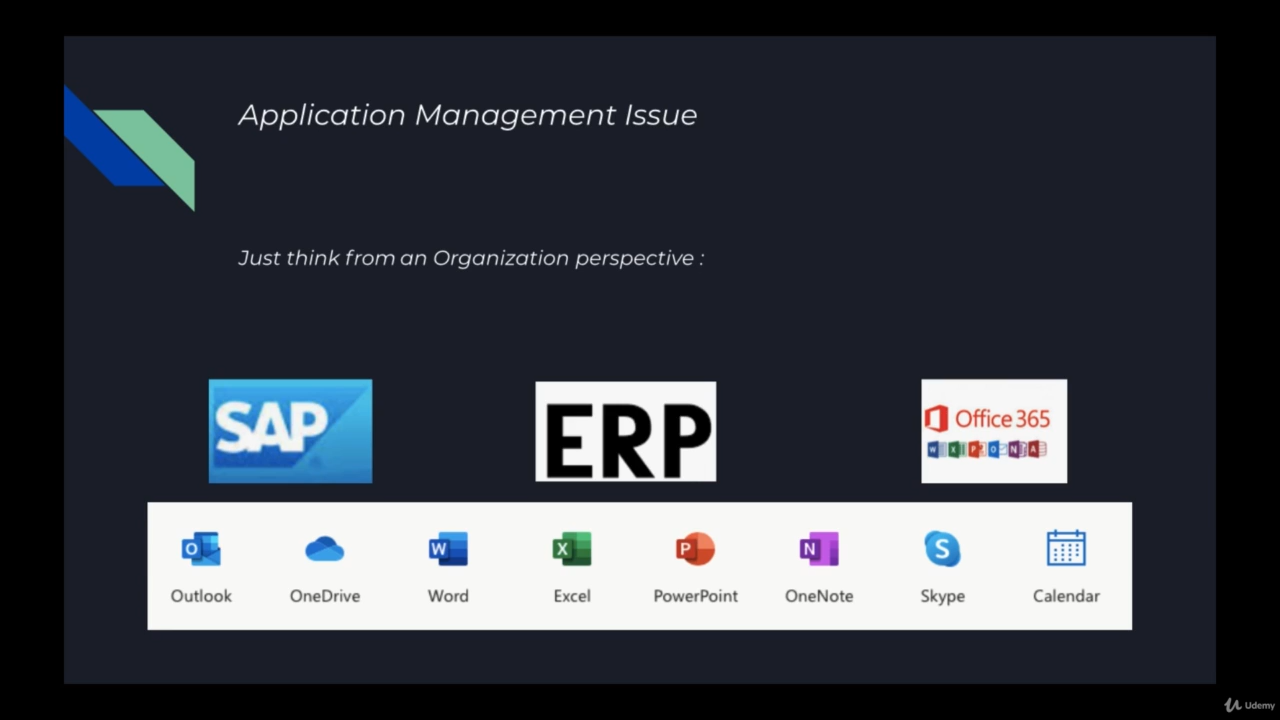 Application Management Issue
Just think from an Organization perspective :
SAP
ERP
Office 365
W X P O N A
O W X P N S
Outlook OneDrive Word Excel PowerPoint OneNote Skype Calendar
Udemy